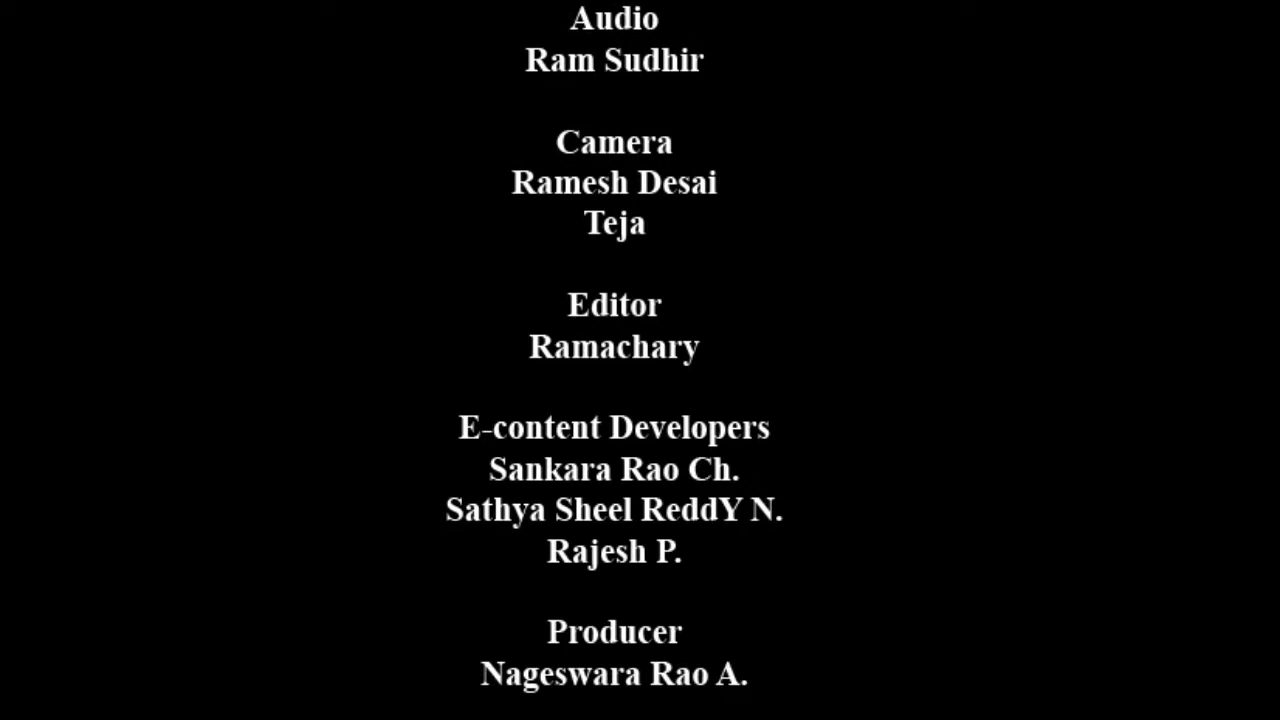 Audio
Ram Sudhir
Camera
Ramesh Desai
Teja
Editor
Ramachary
E-content Developers
Sankara Rao Ch.
Sathya Sheel ReddY N.
Rajesh P.
Producer
Nageswara Rao A.